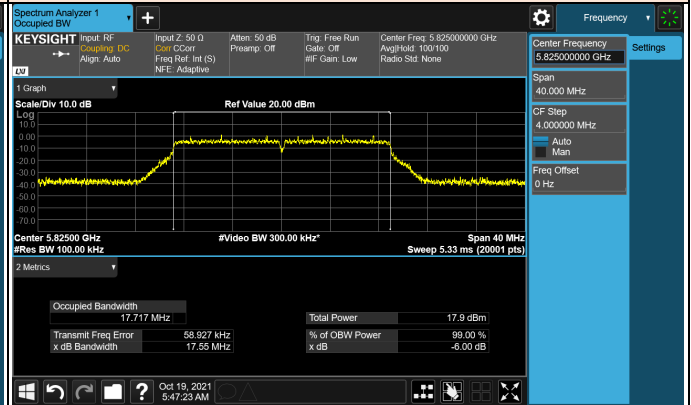 Spectrum Analyzer 1
Occupied BW
+
Frequency
KEYSIGHT
Input: RF
Coupling: DC
Align: Auto
Input Z: 50 Ω
Corr CCorr
Freq Ref: Int (S)
NFE: Adaptive
Atten: 50 dB
Preamp: Off
Trig: Free Run
Gate: Off
#IF Gain: Low
Center Freq: 5.825000000 GHz
Avg|Hold: 100/100
Radio Std: None
LXI
Center Frequency
5.825000000 GHz
Settings
Span
40.000 MHz
CF Step
4.000000 MHz
Auto
Man
Freq Offset
0 Hz
1 Graph
Scale/Div 10.0 dB
Ref Value 20.00 dBm
Log
10.0
0.00
-10.0
-20.0
-30.0
-40.0
-50.0
-60.0
-70.0
Center 5.82500 GHz
#Video BW 300.00 kHz*
Span 40 MHz
#Res BW 100.00 kHz
Sweep 5.33 ms (20001 pts)
2 Metrics
Occupied Bandwidth
17.717 MHz
Total Power 17.9 dBm
Transmit Freq Error 58.927 kHz
% of OBW Power 99.00 %
x dB Bandwidth 17.55 MHz
x dB -6.00 dB
?
Oct 19, 2021
5:47:23 AM